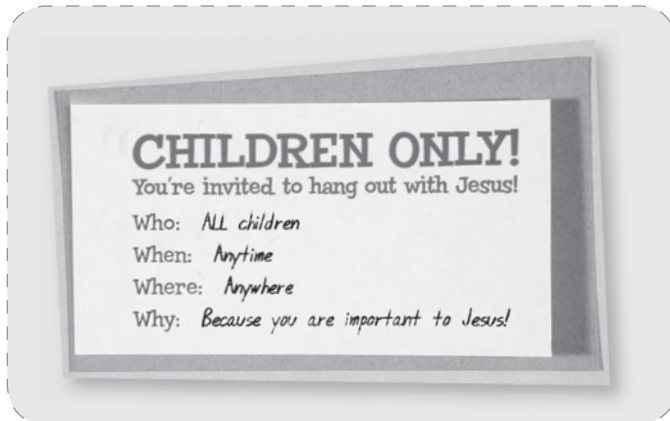 CHILDREN ONLY!
You're invited to hang out with Jesus!
Who: ALL children
When: Anytime
Where: Anywhere
Why: Because you are important to Jesus!